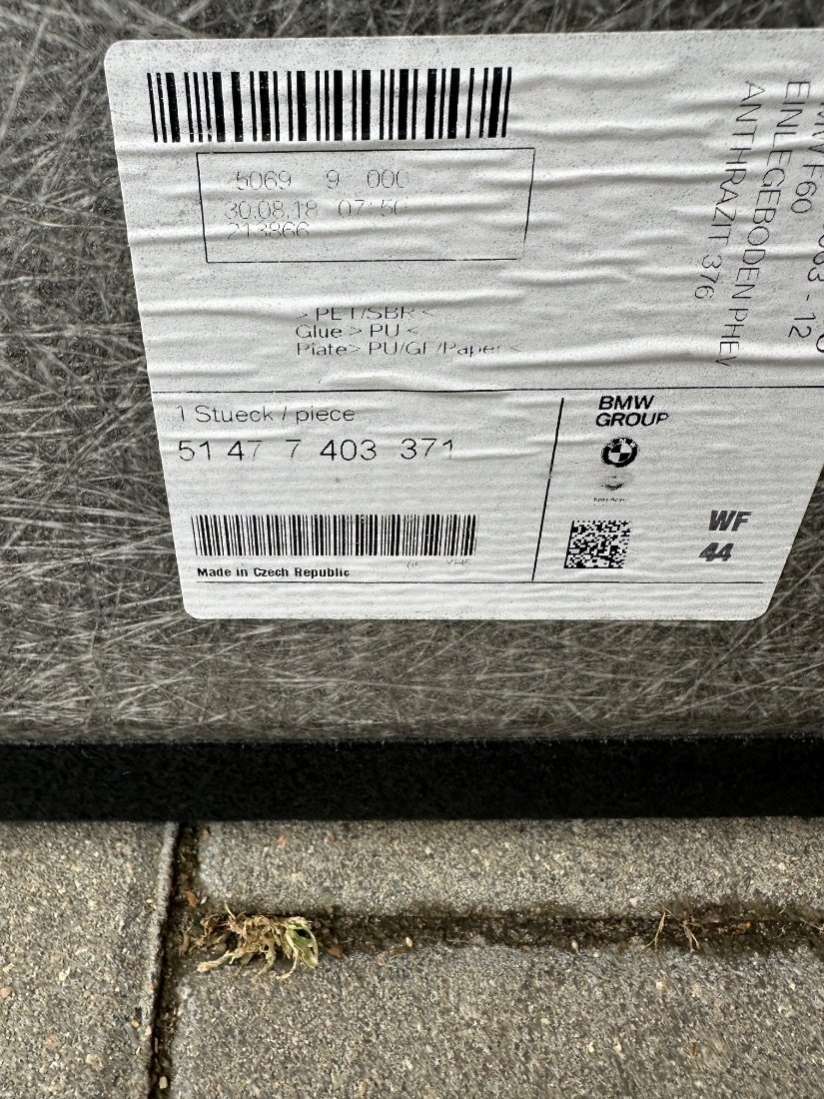 5069 9 000
30.08.18 07:50
213866
> PET/SBR <
Glue > PU <
Plate> PU/GF/Paper <
1 Stueck / piece
51 47 7 403 371
Made in Czech Republic
BMW
GROUP
WF
44
F60
- 12
EINLEGEBODEN PHEV
ANTHRAZIT 376